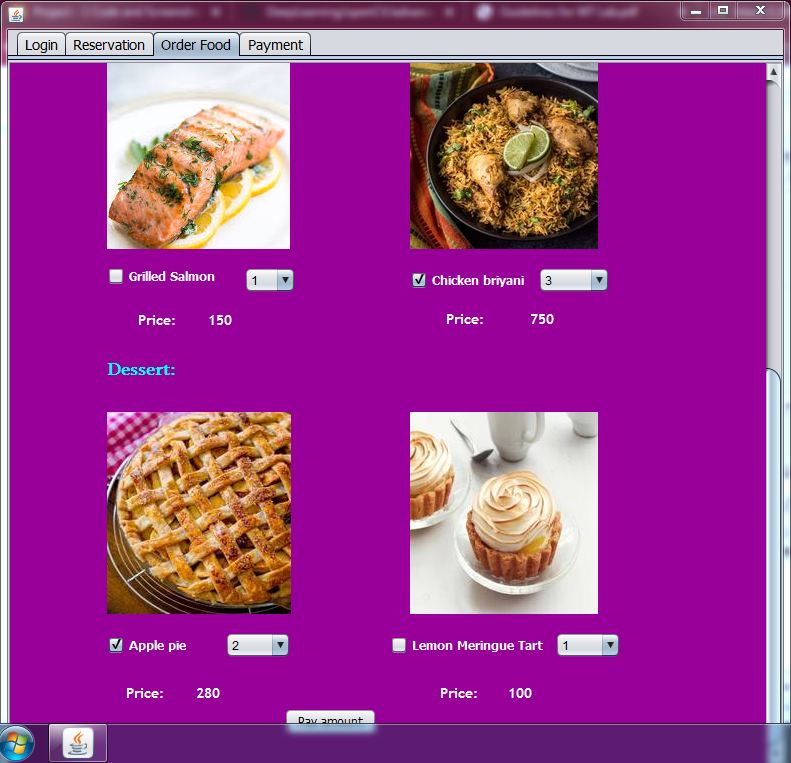 Login Reservation Order Food Payment
Grilled Salmon 1 Chicken briyani 3
Price: 150 Price: 750
Dessert:
Apple pie 2 Lemon Meringue Tart 1
Price: 280 Price: 100
Pay amount